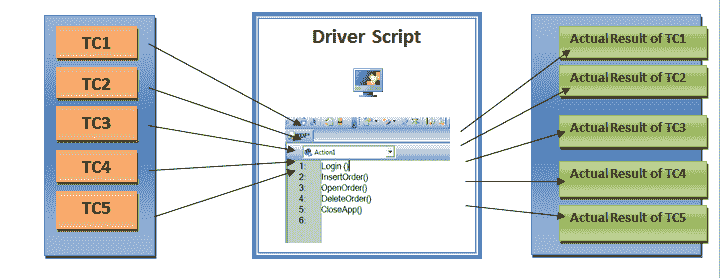 TC1
TC2
TC3
TC4
TC5
Driver Script
Action1
1: Login ()
2: InsertOrder()
3: OpenOrder()
4: DeleteOrder()
5: CloseApp()
6:
Actual Result of TC1
Actual Result of TC2
Actual Result of TC3
Actual Result of TC4
Actual Result of TC5